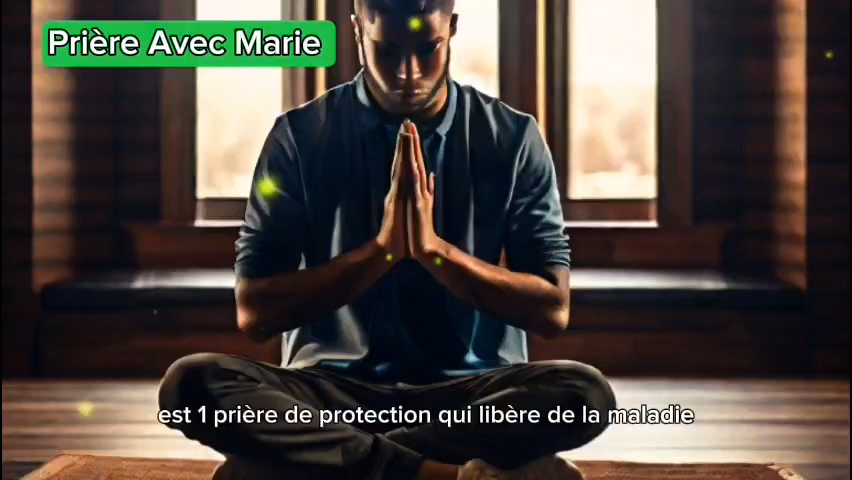 Prière Avec Marie
est 1 prière de protection qui libère de la maladie